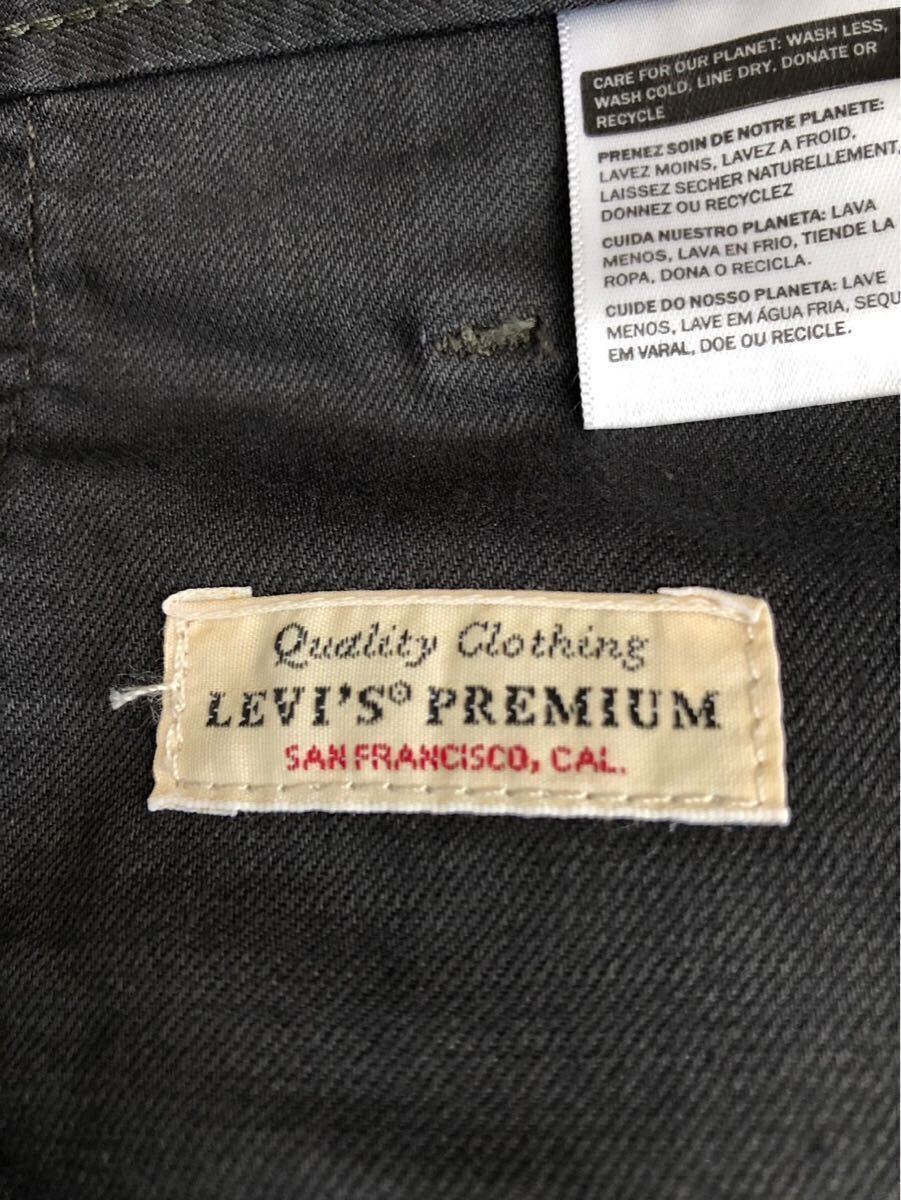 CARE FOR OUR PLANET: WASH LESS,
WASH COLD, LINE DRY, DONATE OR
RECYCLE
PRENEZ SOIN DE NOTRE PLANETE:
LAVEZ MOINS, LAVEZ A FROID,
LAISSEZ SECHER NATURELLEMENT,
DONNEZ OU RECYCLEZ
CUIDA NUESTRO PLANETA: LAVA
MENOS, LAVA EN FRIO, TIENDE LA
ROPA, DONA O RECICLA.
CUIDE DO NOSSO PLANETA: LAVE
MENOS, LAVE EM ÁGUA FRIA, SEQU
EM VARAL, DOE OU RECICLE.
Quality Clothing
LEVI'S® PREMIUM
SAN FRANCISCO, CAL.